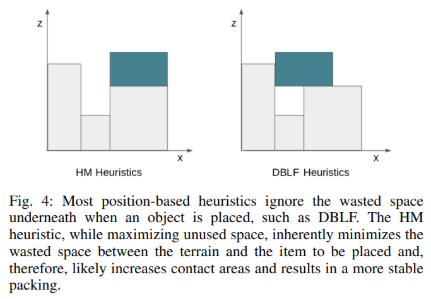 z
z
x
x
HM Heuristics
DBLF Heuristics
Fig. 4: Most position-based heuristics ignore the wasted space
underneath when an object is placed, such as DBLF. The HM
heuristic, while maximizing unused space, inherently minimizes the
wasted space between the terrain and the item to be placed and,
therefore, likely increases contact areas and results in a more stable
packing.